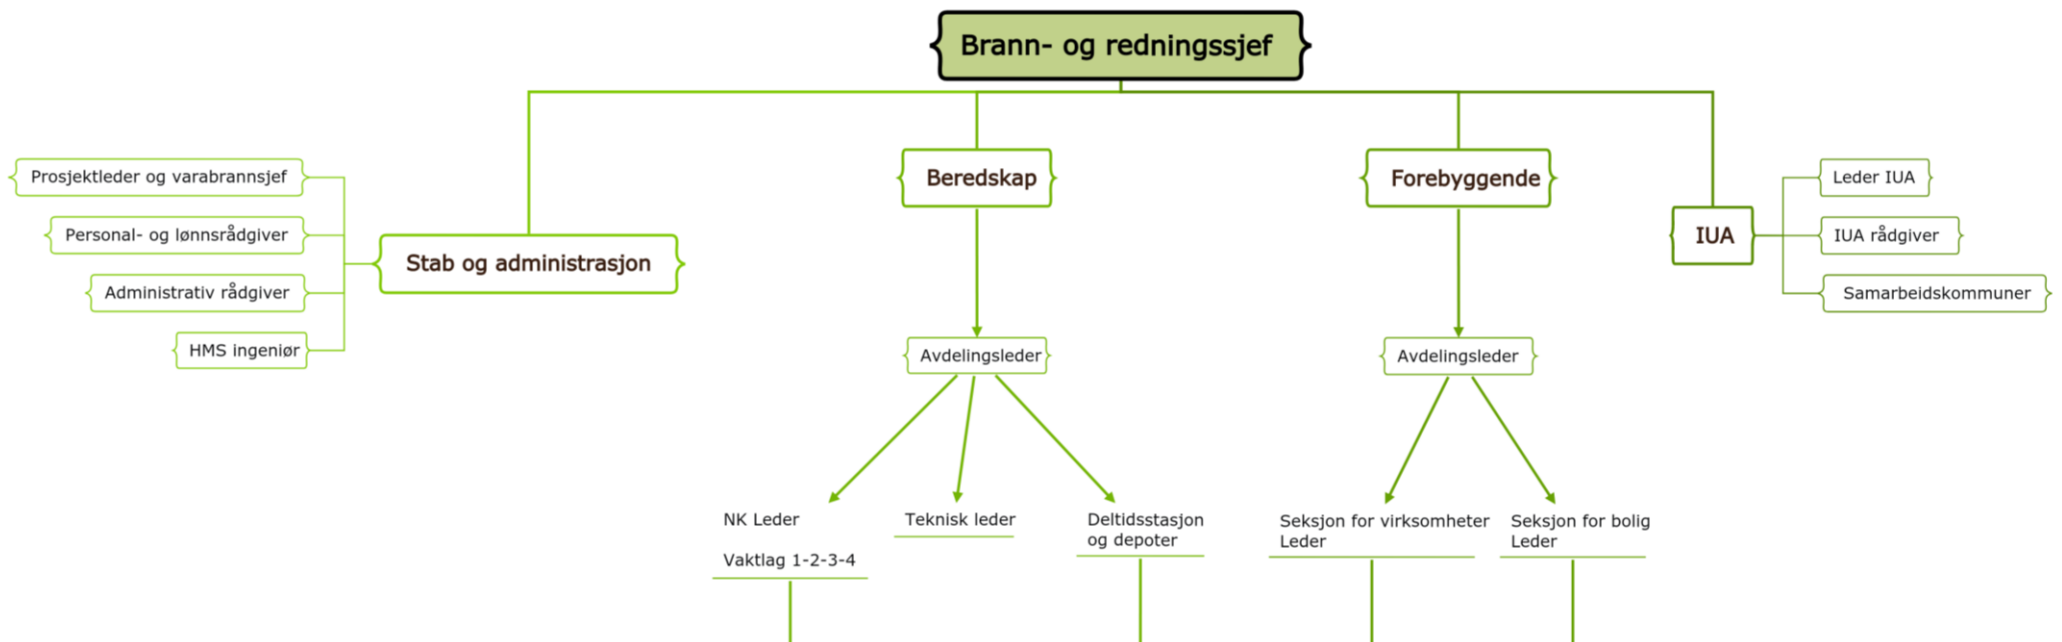 Brann- og redningssjef
Stab og administrasjon
Prosjektleder og varabrannsjef
Personal- og lønnsrådgiver
Administrativ rådgiver
HMS ingeniør
Beredskap
Avdelingsleder
NK Leder
Vaktlag 1-2-3-4
Teknisk leder
Deltidsstasjon
og depoter
Forebyggende
Avdelingsleder
Seksjon for virksomheter
Leder
Seksjon for bolig
Leder
IUA
Leder IUA
IUA rådgiver
Samarbeidskommuner